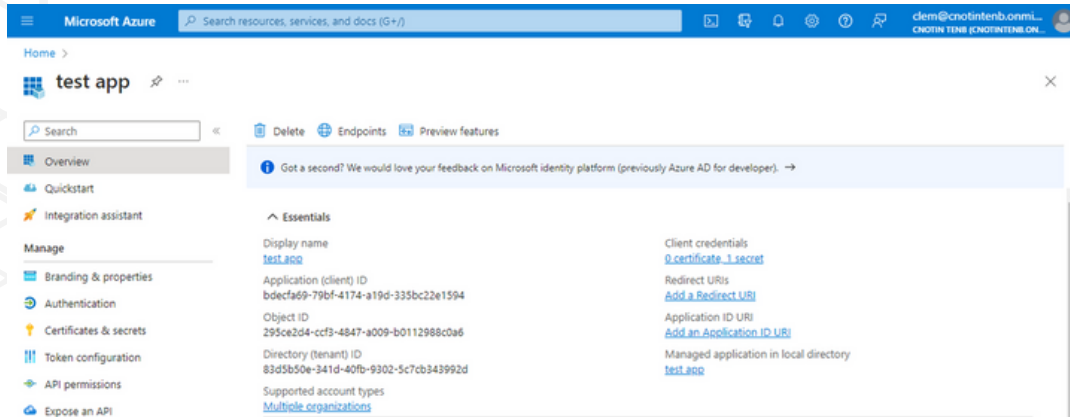 Microsoft Azure
Search resources, services, and docs (G+/)
clem@cnotintenb.onmi...
CNOTIN TENB (CNOTINTENB.ON...
Home >
test app
Search
Delete
Endpoints
Preview features
Overview
Got a second? We would love your feedback on Microsoft identity platform (previously Azure AD for developer). →
Quickstart
Integration assistant
Manage
Branding & properties
Authentication
Certificates & secrets
Token configuration
API permissions
Expose an API
Essentials
Display name
test app
Application (client) ID
bdecfa69-79bf-4174-a19d-335bc22e1594
Object ID
295ce2d4-ccf3-4847-a009-b0112988c0a6
Directory (tenant) ID
83d5b50e-341d-40fb-9302-5c7cb343992d
Supported account types
Multiple organizations
Client credentials
0 certificate, 1 secret
Redirect URIs
Add a Redirect URI
Application ID URI
Add an Application ID URI
Managed application in local directory
test app